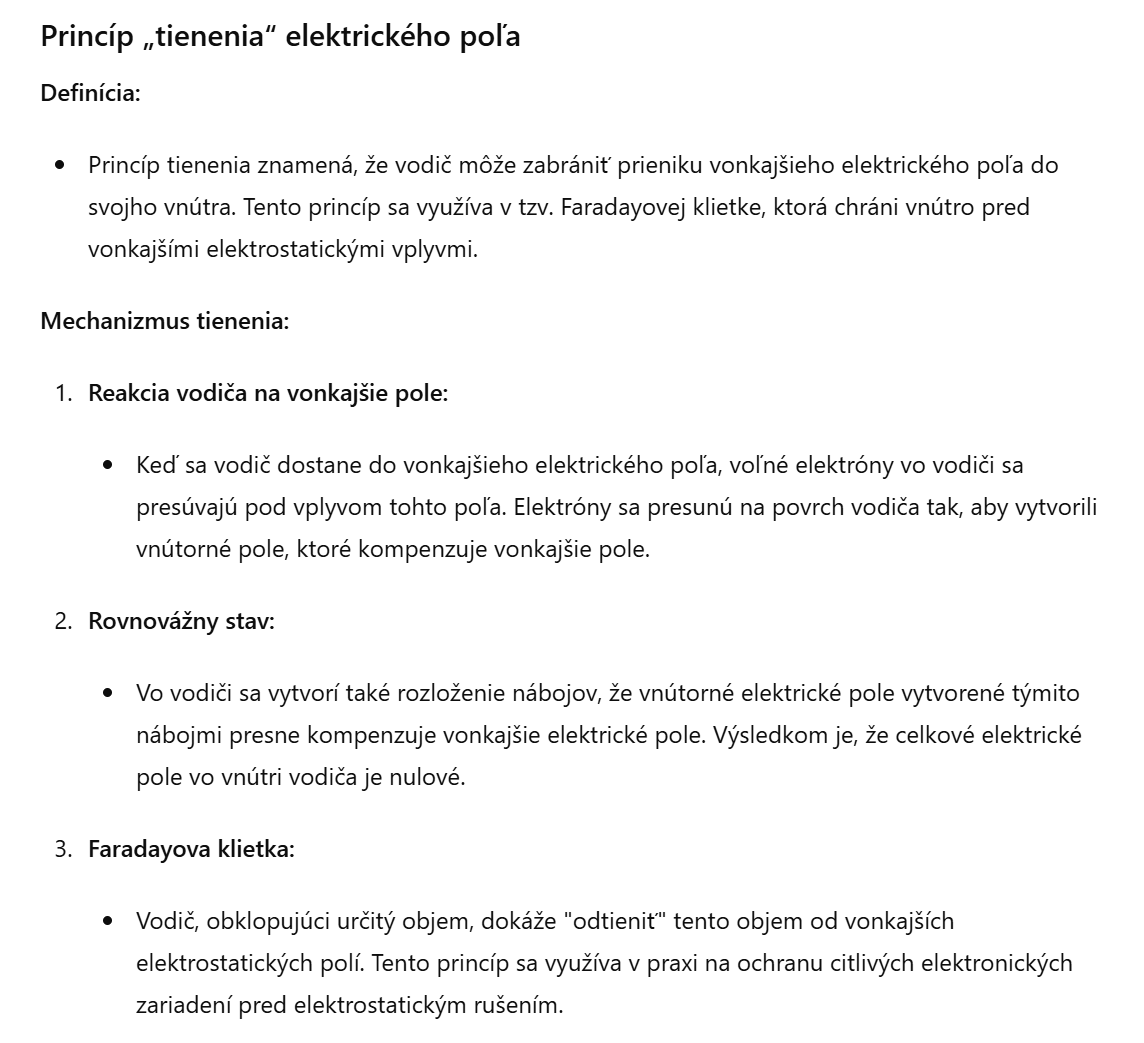 Princíp „tienenia“ elektrického poľa
Definícia:
• Princíp tienenia znamená, že vodič môže zabrániť prieniku vonkajšieho elektrického poľa do
svojho vnútra. Tento princíp sa využíva v tzv. Faradayovej klietke, ktorá chráni vnútro pred
vonkajšími elektrostatickými vplyvmi.
Mechanizmus tienenia:
1. Reakcia vodiča na vonkajšie pole:
• Keď sa vodič dostane do vonkajšieho elektrického poľa, voľné elektróny vo vodiči sa
presúvajú pod vplyvom tohto poľa. Elektróny sa presunú na povrch vodiča tak, aby vytvorili
vnútorné pole, ktoré kompenzuje vonkajšie pole.
2. Rovnovážny stav:
• Vo vodiči sa vytvorí také rozloženie nábojov, že vnútorné elektrické pole vytvorené týmito
nábojmi presne kompenzuje vonkajšie elektrické pole. Výsledkom je, že celkové elektrické
pole vo vnútri vodiča je nulové.
3. Faradayova klietka:
• Vodič, obklopujúci určitý objem, dokáže "odtieniť" tento objem od vonkajších
elektrostatických polí. Tento princíp sa využíva v praxi na ochranu citlivých elektronických
zariadení pred elektrostatickým rušením.